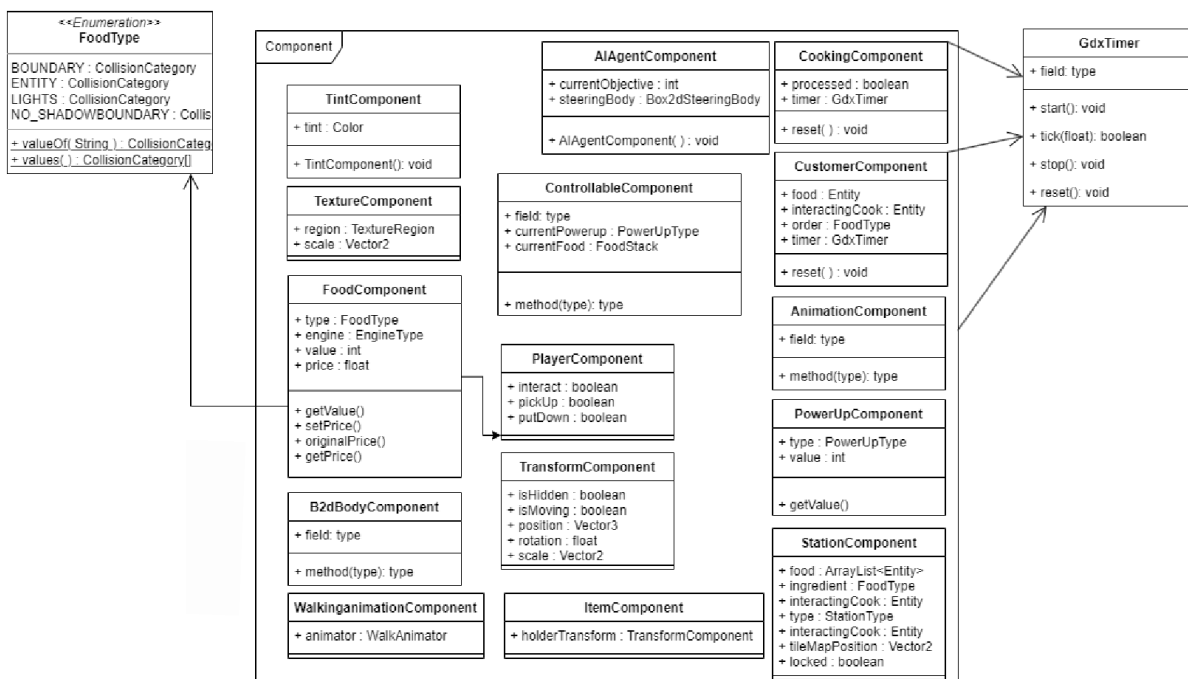 <<Enumeration>>
FoodType
BOUNDARY : CollisionCategory
ENTITY : CollisionCategory
LIGHTS : CollisionCategory
NO_SHADOWBOUNDARY : Collis
+ valueOf( String ) : CollisionCateg
+ values( ) : CollisionCategory[]
Component
TintComponent
+ tint : Color
+ TintComponent(): void
TextureComponent
+ region : TextureRegion
+ scale : Vector2
FoodComponent
+ type : FoodType
+ engine : EngineType
+ value : int
+ price : float
+ getValue()
+ setPrice()
+ originalPrice()
+ getPrice()
B2dBodyComponent
+ field: type
+ method(type): type
WalkinganimationComponent
+ animator : WalkAnimator
AIAgentComponent
+ currentObjective : int
+ steeringBody : Box2dSteeringBody
+ AIAgentComponent( ) : void
ControllableComponent
+ field: type
+ currentPowerup : PowerUpType
+ currentFood : FoodStack
+ method(type): type
PlayerComponent
+ interact : boolean
+ pickUp : boolean
+ putDown : boolean
TransformComponent
+ isHidden : boolean
+ isMoving : boolean
+ position : Vector3
+ rotation : float
+ scale : Vector2
ItemComponent
+ holderTransform : TransformComponent
CookingComponent
+ processed : boolean
+ timer : GdxTimer
+ reset( ) : void
CustomerComponent
+ food : Entity
+ interactingCook : Entity
+ order : FoodType
+ timer : GdxTimer
+ reset( ) : void
AnimationComponent
+ field: type
+ method(type): type
PowerUpComponent
+ type : PowerUpType
+ value : int
+ getValue()
StationComponent
+ food : ArrayList<Entity>
+ ingredient : FoodType
+ interactingCook : Entity
+ type : StationType
+ interactingCook : Entity
+ tileMapPosition : Vector2
+ locked : boolean
GdxTimer
+ field: type
+ start(): void
+ tick(float): boolean
+ stop(): void
+ reset(): void